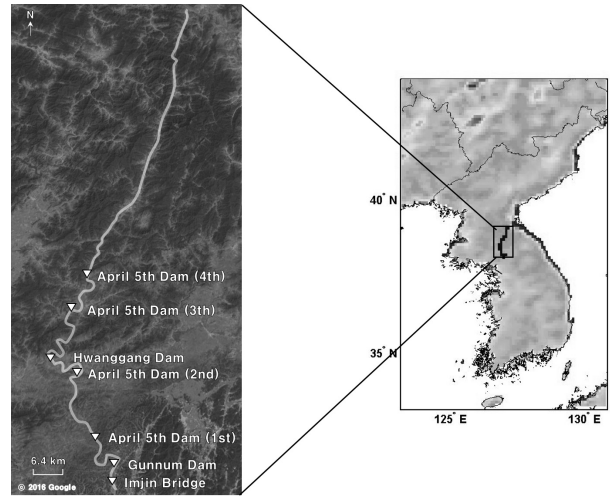 N
April 5th Dam (4th)
April 5th Dam (3th)
Hwanggang Dam
April 5th Dam (2nd)
April 5th Dam (1st)
Gunnum Dam
6.4 km
Imjin Bridge
© 2016 Google
40° N
35° N
125° E
130° E